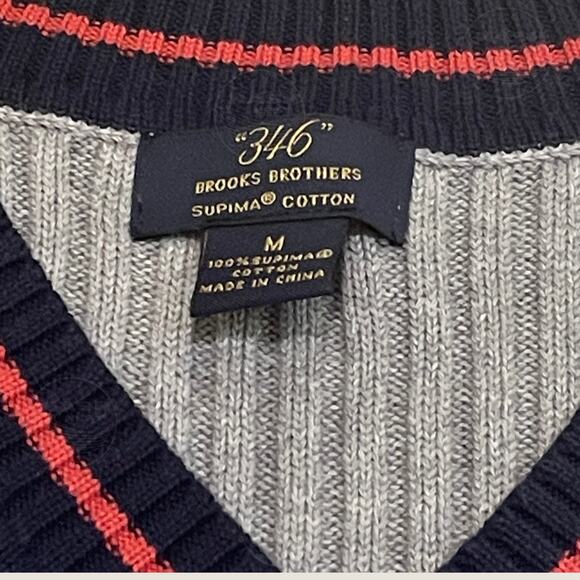 "346"
BROOKS BROTHERS
SUPIMA® COTTON
M
100% SUPIMA®
COTTON
MADE IN CHINA